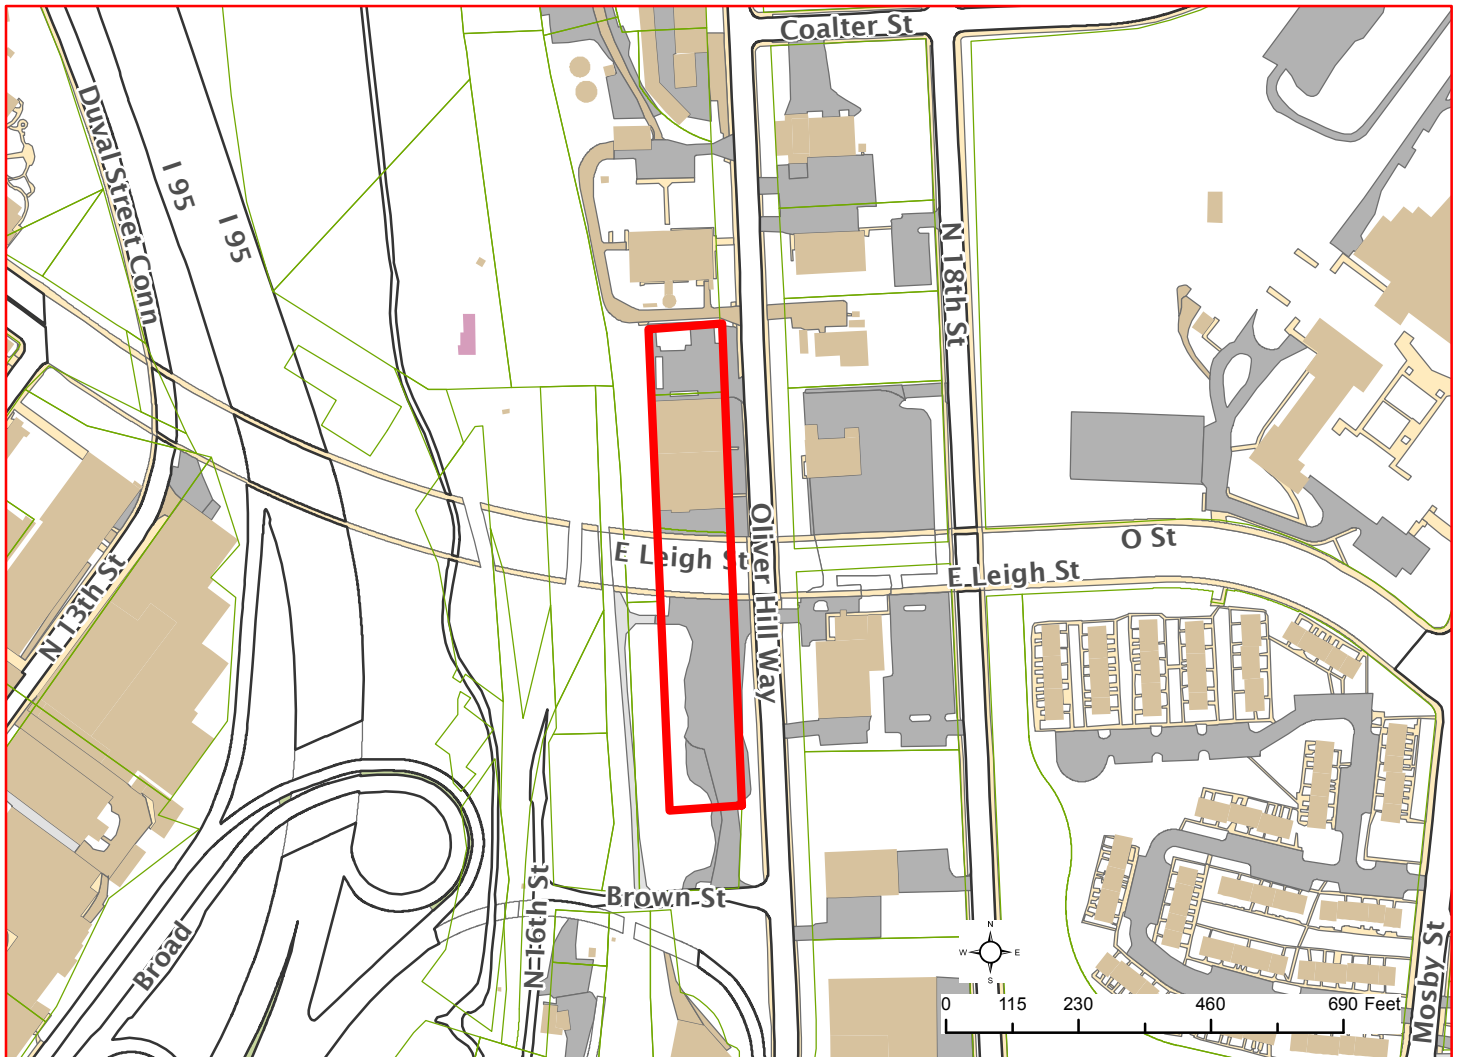 Coalter St
Duval Street Conn
I 95
I 95
N 18th St
Oliver Hill Way
O St
E Leigh St
E Leigh St
N 13th St
Brown St
N 16th St
Broad
Mosby St
N
W E
S
0 115 230 460 690 Feet